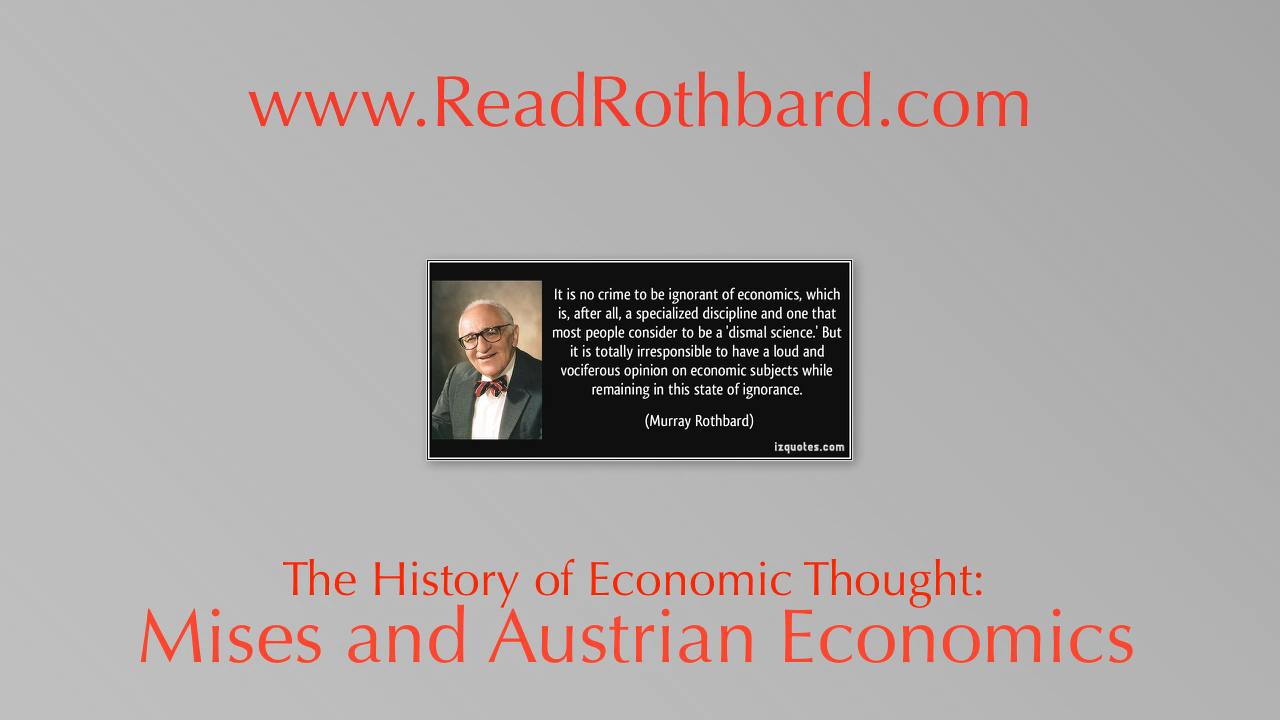 www.ReadRothbard.com
It is no crime to be ignorant of economics, which
is, after all, a specialized discipline and one that
most people consider to be a 'dismal science.' But
it is totally irresponsible to have a loud and
vociferous opinion on economic subjects while
remaining in this state of ignorance.
(Murray Rothbard)
izquotes.com
The History of Economic Thought:
Mises and Austrian Economics